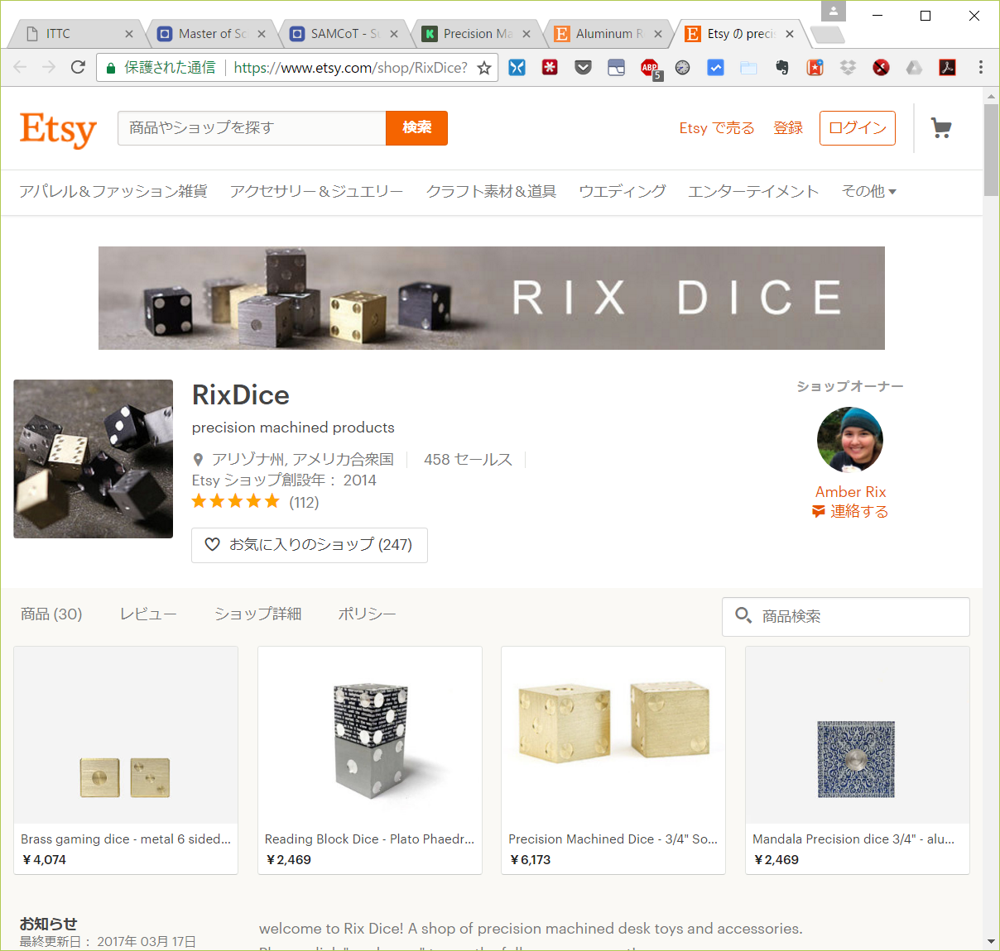 ITTC
Master of Sc
SAMCoT - S
Precision Ma
Aluminum R
Etsy の preci
保護された通信
https://www.etsy.com/shop/RixDice?
ABP
5
Etsy
商品やショップを探す
検索
Etsy で売る
登録
ログイン
アパレル＆ファッション雑貨
アクセサリー＆ジュエリー
クラフト素材＆道具
ウエディング
エンターテイメント
その他
RIX DICE
RixDice
precision machined products
アリゾナ州, アメリカ合衆国
458 セールス
Etsy ショップ創設年： 2014
(112)
お気に入りのショップ (247)
ショップオーナー
Amber Rix
連絡する
商品 (30)
レビュー
ショップ詳細
ポリシー
商品検索
Brass gaming dice - metal 6 sided...
¥ 4,074
Reading Block Dice - Plato Phaedr...
¥ 2,469
Precision Machined Dice - 3/4" So...
¥ 6,173
Mandala Precision dice 3/4" - alu...
¥ 2,469
お知らせ
最終更新日： 2017年 03月 17日
welcome to Rix Dice! A shop of precision machined desk toys and accessories.